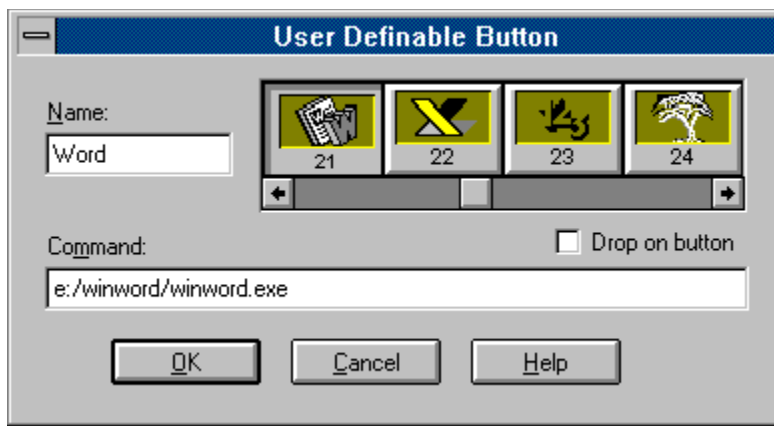 User Definable Button
Name:
Word
21 22 23 24
Command:
Drop on button
e:/winword/winword.exe
OK Cancel Help